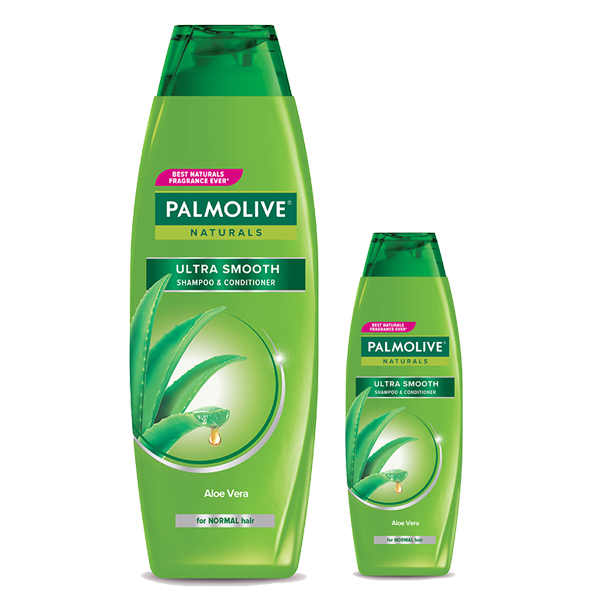 BEST NATURALS
FRAGRANCE EVER*
PALMOLIVE®
NATURALS
ULTRA SMOOTH
SHAMPOO & CONDITIONER
Aloe Vera
for NORMAL hair
BEST NATURALS
FRAGRANCE EVER*
PALMOLIVE®
NATURALS
ULTRA SMOOTH
SHAMPOO & CONDITIONER
Aloe Vera
for NORMAL hair